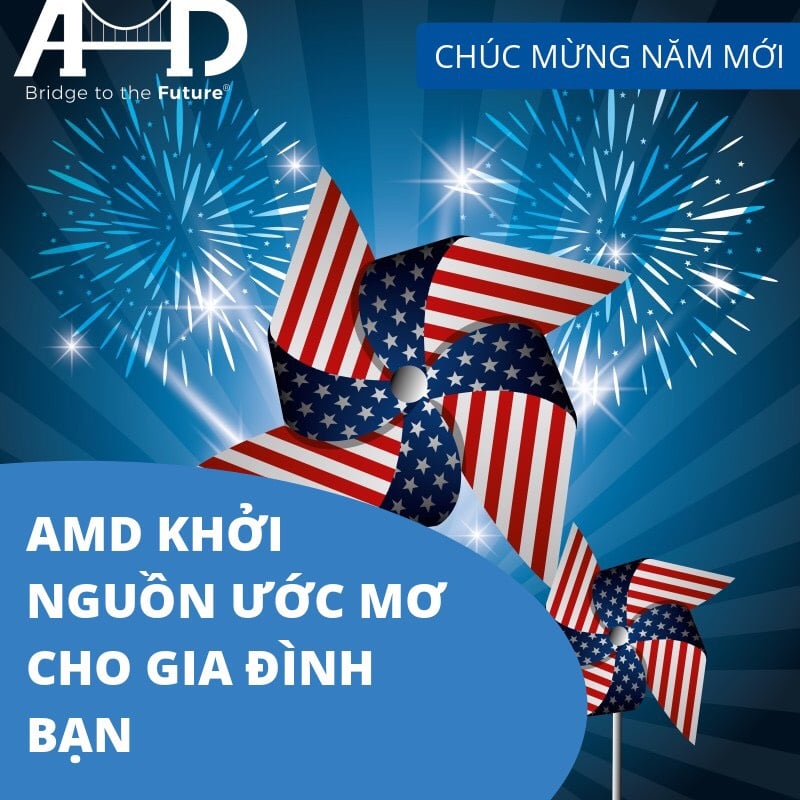 AMD
Bridge to the Future®
CHÚC MỪNG NĂM MỚI
AMD KHỞI
NGUỒN ƯỚC MƠ
CHO GIA ĐÌNH
BẠN